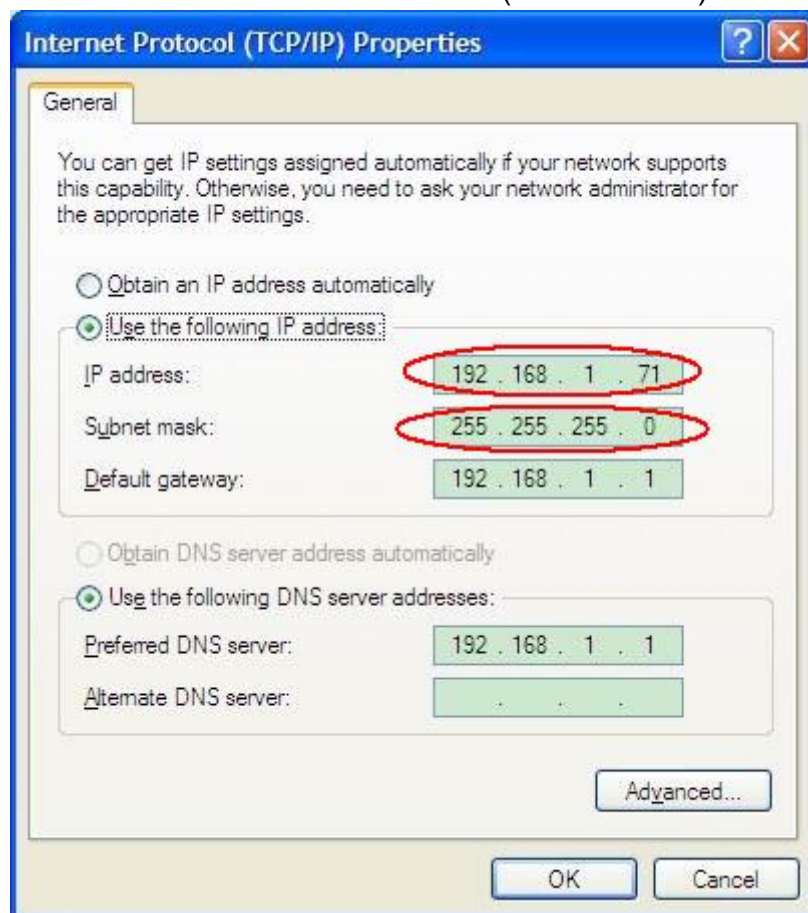 Internet Protocol (TCP/IP) Properties
General
You can get IP settings assigned automatically if your network supports
this capability. Otherwise, you need to ask your network administrator for
the appropriate IP settings.
Obtain an IP address automatically
Use the following IP address:
IP address: 192 . 168 . 1 . 71
Subnet mask: 255 . 255 . 255 . 0
Default gateway: 192 . 168 . 1 . 1
Obtain DNS server address automatically
Use the following DNS server addresses:
Preferred DNS server: 192 . 168 . 1 . 1
Alternate DNS server: . . .
Advanced...
OK Cancel